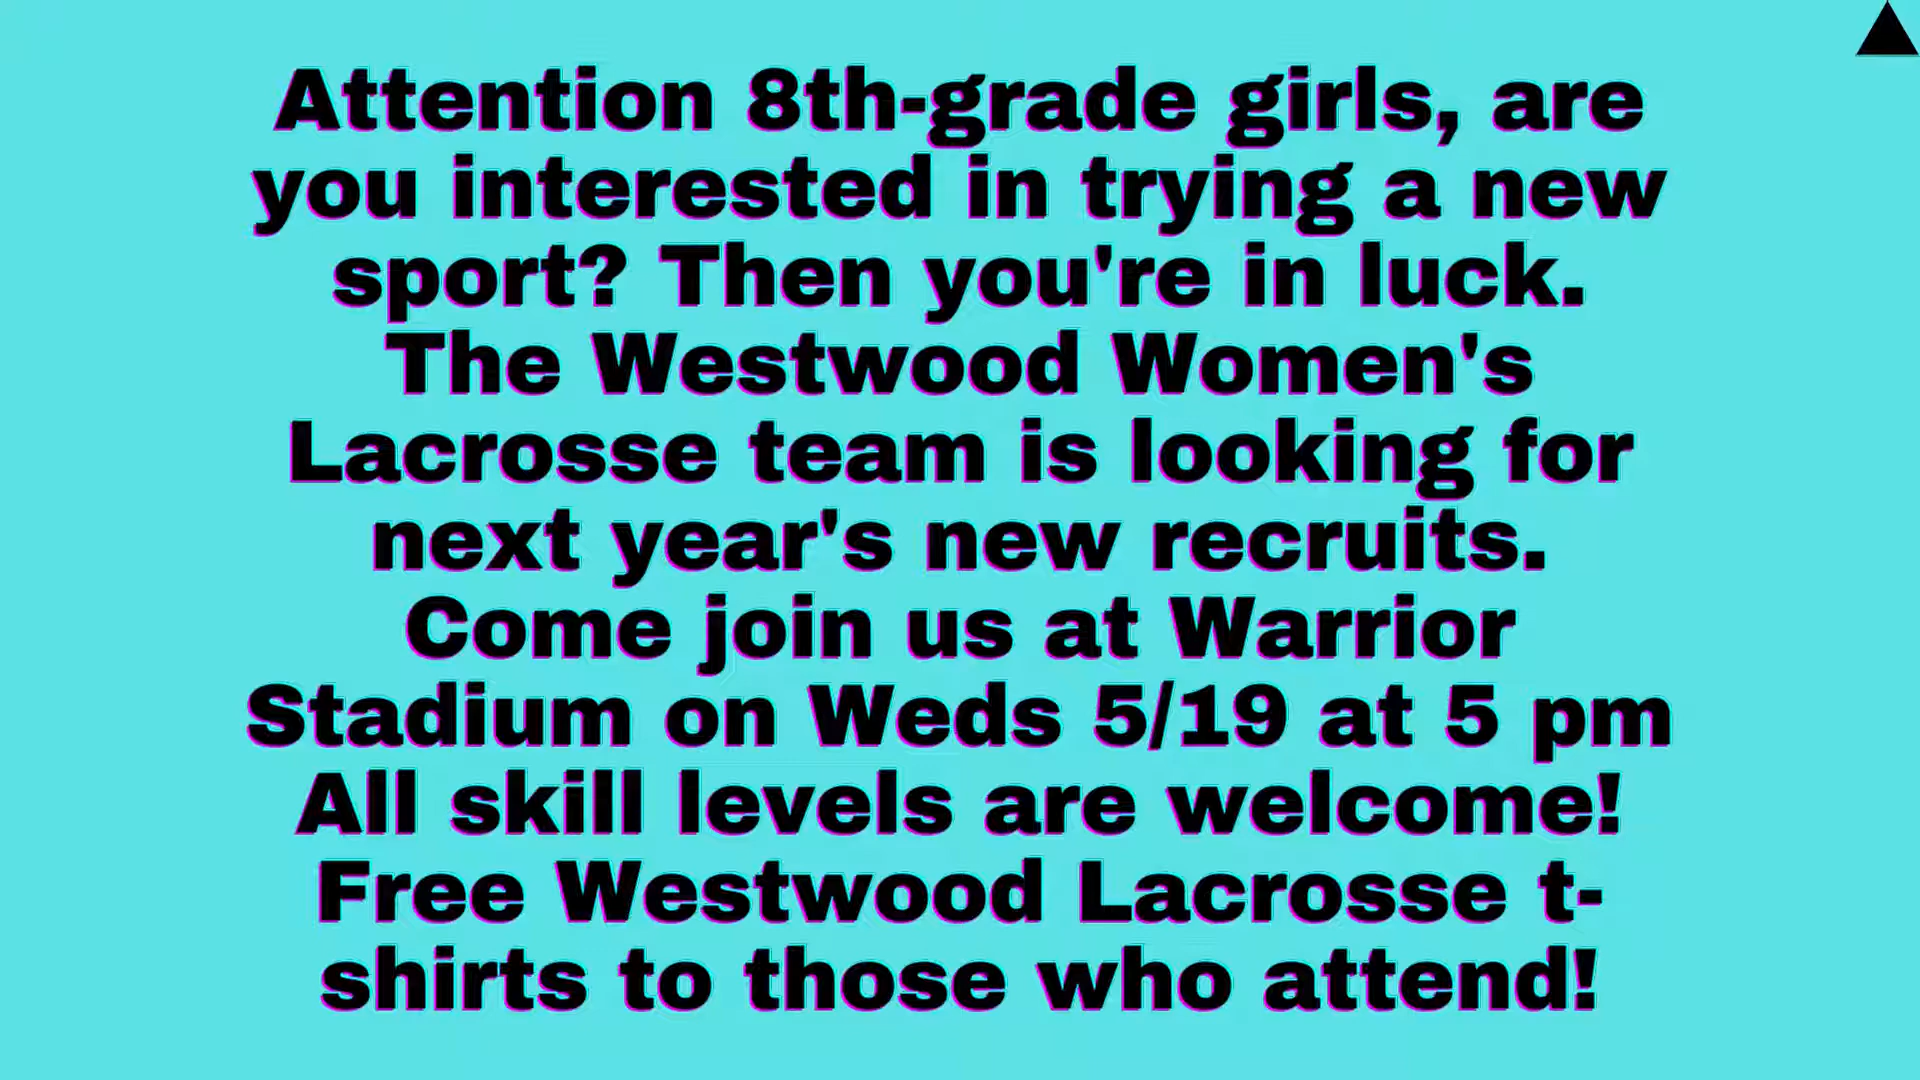 Attention 8th-grade girls, are
you interested in trying a new
sport? Then you're in luck.
The Westwood Women's
Lacrosse team is looking for
next year's new recruits.
Come join us at Warrior
Stadium on Weds 5/19 at 5 pm
All skill levels are welcome!
Free Westwood Lacrosse t-
shirts to those who attend!